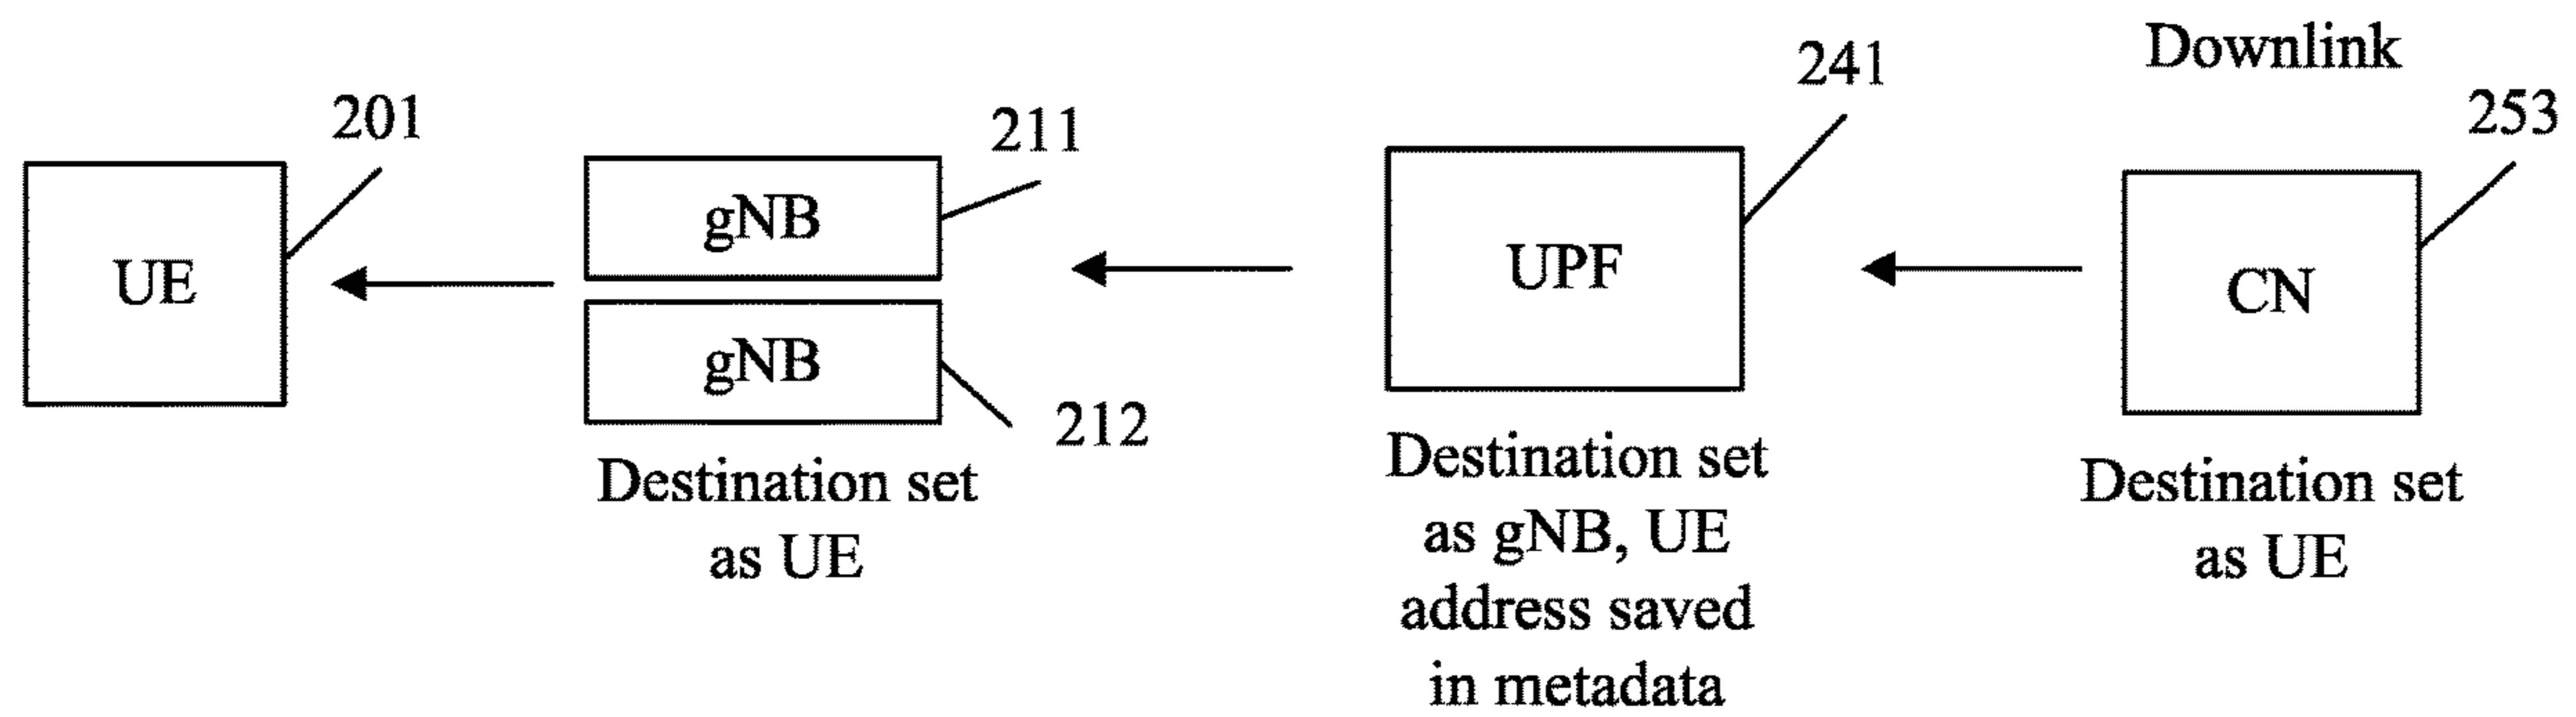 Downlink
201
211
241
253
UE
gNB
gNB
UPF
CN
212
Destination set
as UE
Destination set
as gNB, UE
address saved
in metadata
Destination set
as UE